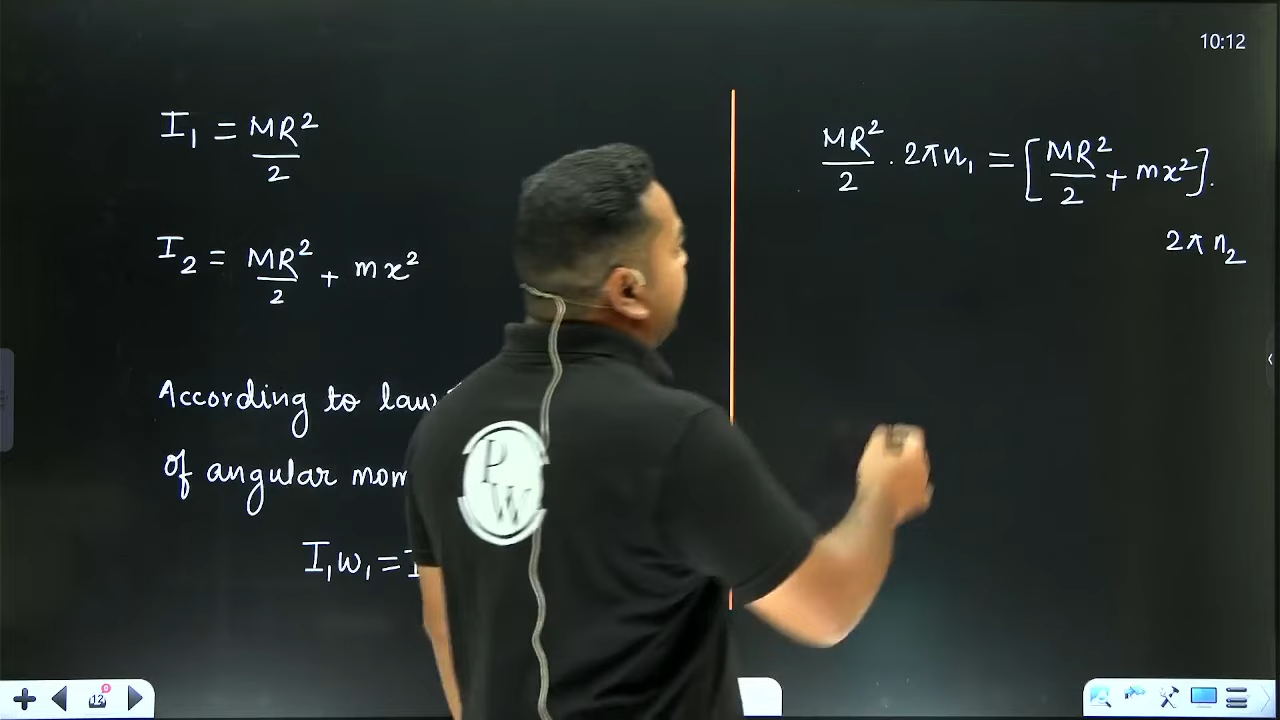 10:12
I₁ = MR²/2
I₂ = MR²/2 + mx²
According to law
of angular mom
I₁w₁ = I
PW
MR²/2 . 2πn₁ = [MR²/2 + mx²].
2πn₂
12